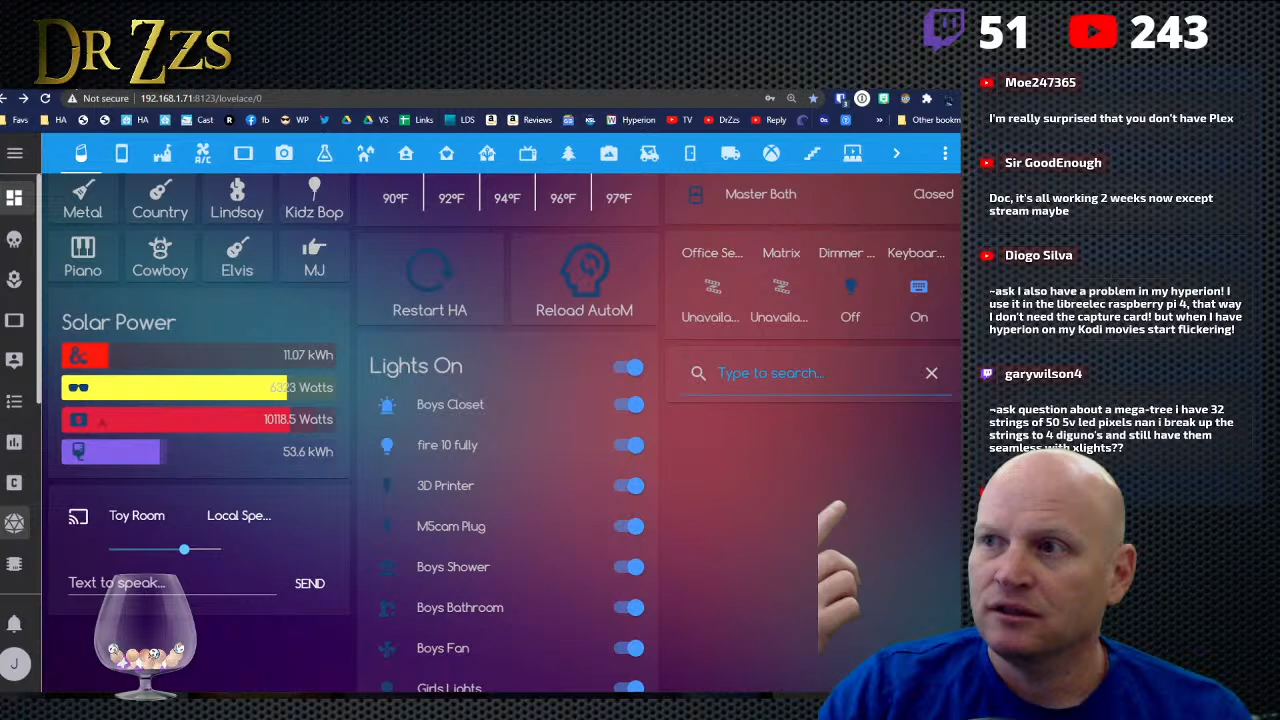 DR ZZS
51
243
Not secure
192.168.1.71:8123/lovelace/0
Favs
HA
HA
Cast
fb
WP
VS
Links
LDS
Reviews
Hyperion
TV
DrZzs
Reply
Other bookm
A/C
Metal
Country
Lindsay
Kidz Bop
Piano
Cowboy
Elvis
MJ
Solar Power
11.07 kWh
6323 Watts
10118.5 Watts
53.6 kWh
Toy Room
Local Spe...
Text to speak...
SEND
J
90°F
92°F
94°F
96°F
97°F
Restart HA
Reload AutoM
Lights On
Boys Closet
fire 10 fully
3D Printer
M5cam Plug
Boys Shower
Boys Bathroom
Boys Fan
Girls Lights
Master Bath
Closed
Office Se...
Matrix
Dimmer ...
Keyboar...
Unavaila...
Unavaila...
Off
On
Type to search...
Moe247365
I'm really surprised that you don't have Plex
Sir GoodEnough
Doc, it's all working 2 weeks now except
stream maybe
Diogo Silva
~ask I also have a problem in my hyperion! I
use it in the libreelec raspberry pi 4, that way
I don't need the capture card! but when I have
hyperion on my Kodi movies start flickering!
garywilson4
~ask question about a mega-tree i have 32
strings of 50 5v led pixels nan i break up the
strings to 4 diguno's and still have them
seamless with xlights??